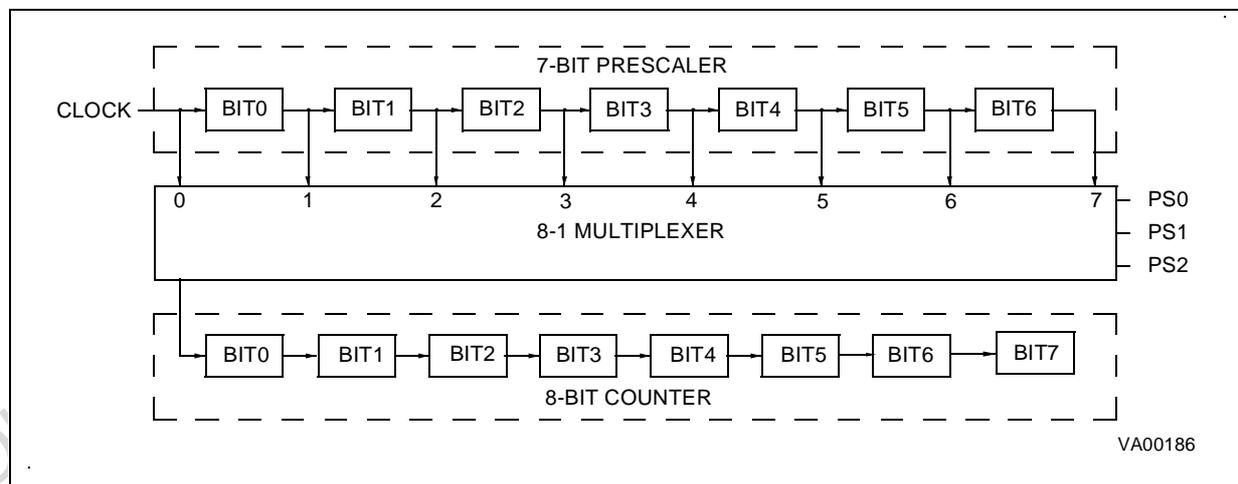 7-BIT PRESCALER
CLOCK BIT0 BIT1 BIT2 BIT3 BIT4 BIT5 BIT6
0 1 2 3 4 5 6 7 PS0
8-1 MULTIPLEXER PS1
PS2
BIT0 BIT1 BIT2 BIT3 BIT4 BIT5 BIT6 BIT7
8-BIT COUNTER
VA00186